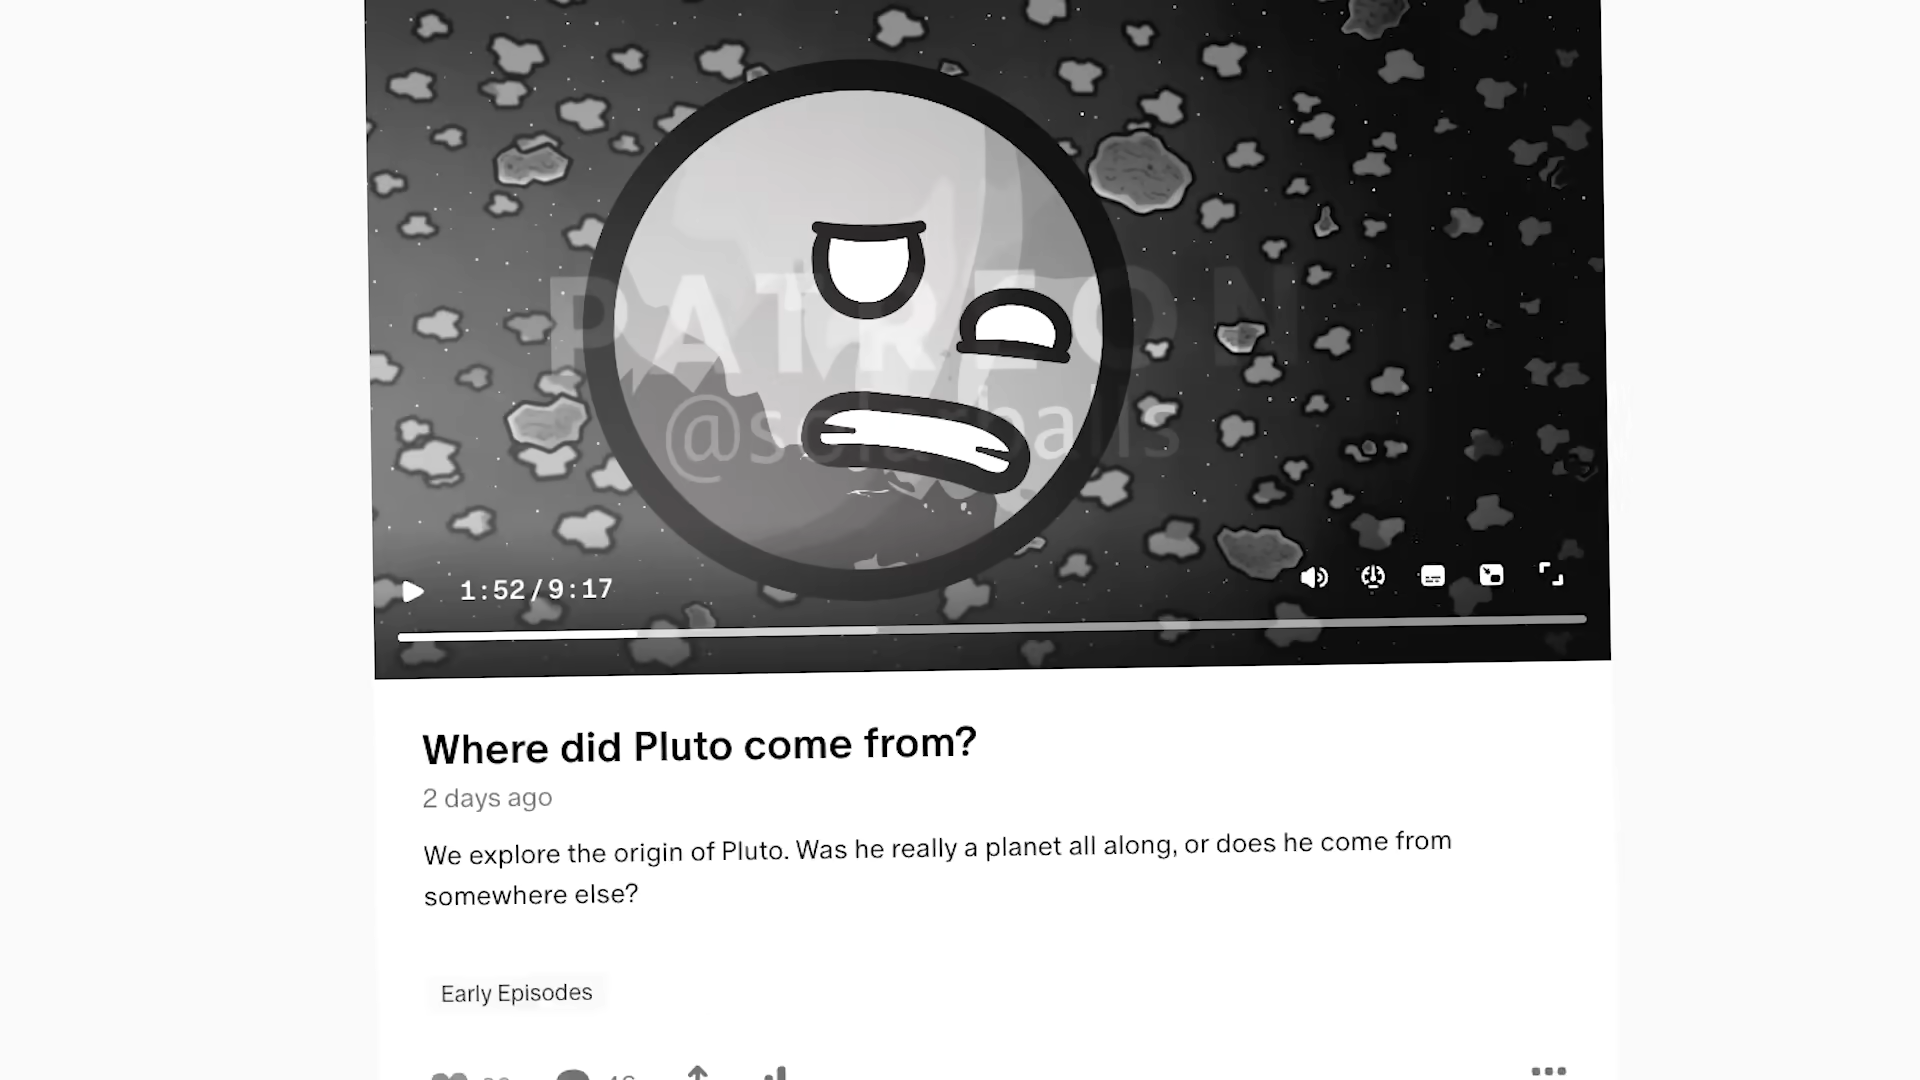 PATREON
@solarballs
1:52/9:17
Where did Pluto come from?
2 days ago
We explore the origin of Pluto. Was he really a planet all along, or does he come from
somewhere else?
Early Episodes